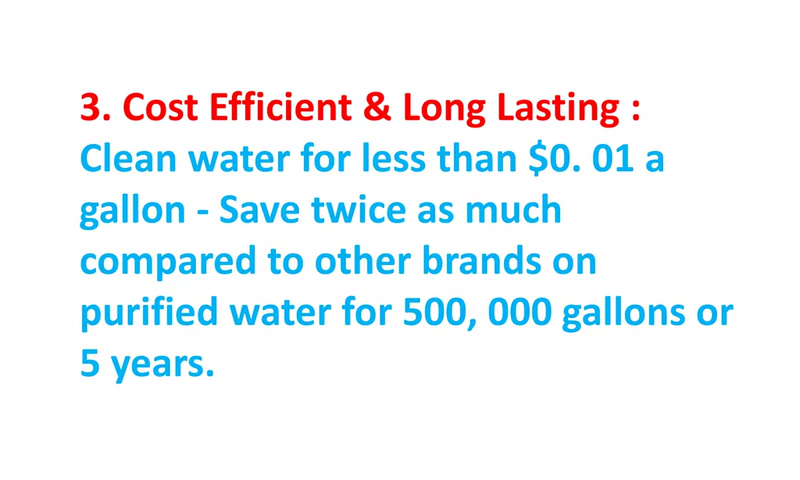 3. Cost Efficient & Long Lasting :
Clean water for less than $0. 01 a
gallon - Save twice as much
compared to other brands on
purified water for 500, 000 gallons or
5 years.